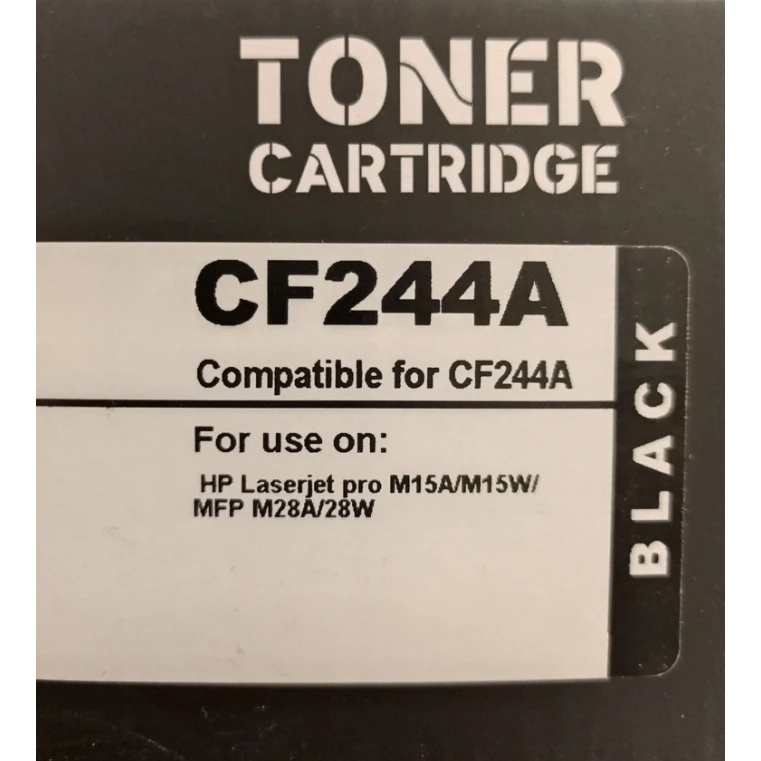 TONER
CARTRIDGE
CF244A
Compatible for CF244A
For use on:
HP Laserjet pro M15A/M15W/
MFP M28A/28W
BLACK